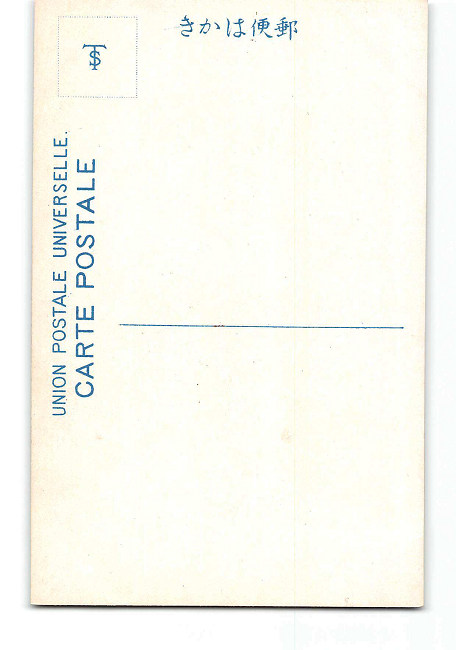 きかは便郵
TS
UNION POSTALE UNIVERSELLE.
CARTE POSTALE